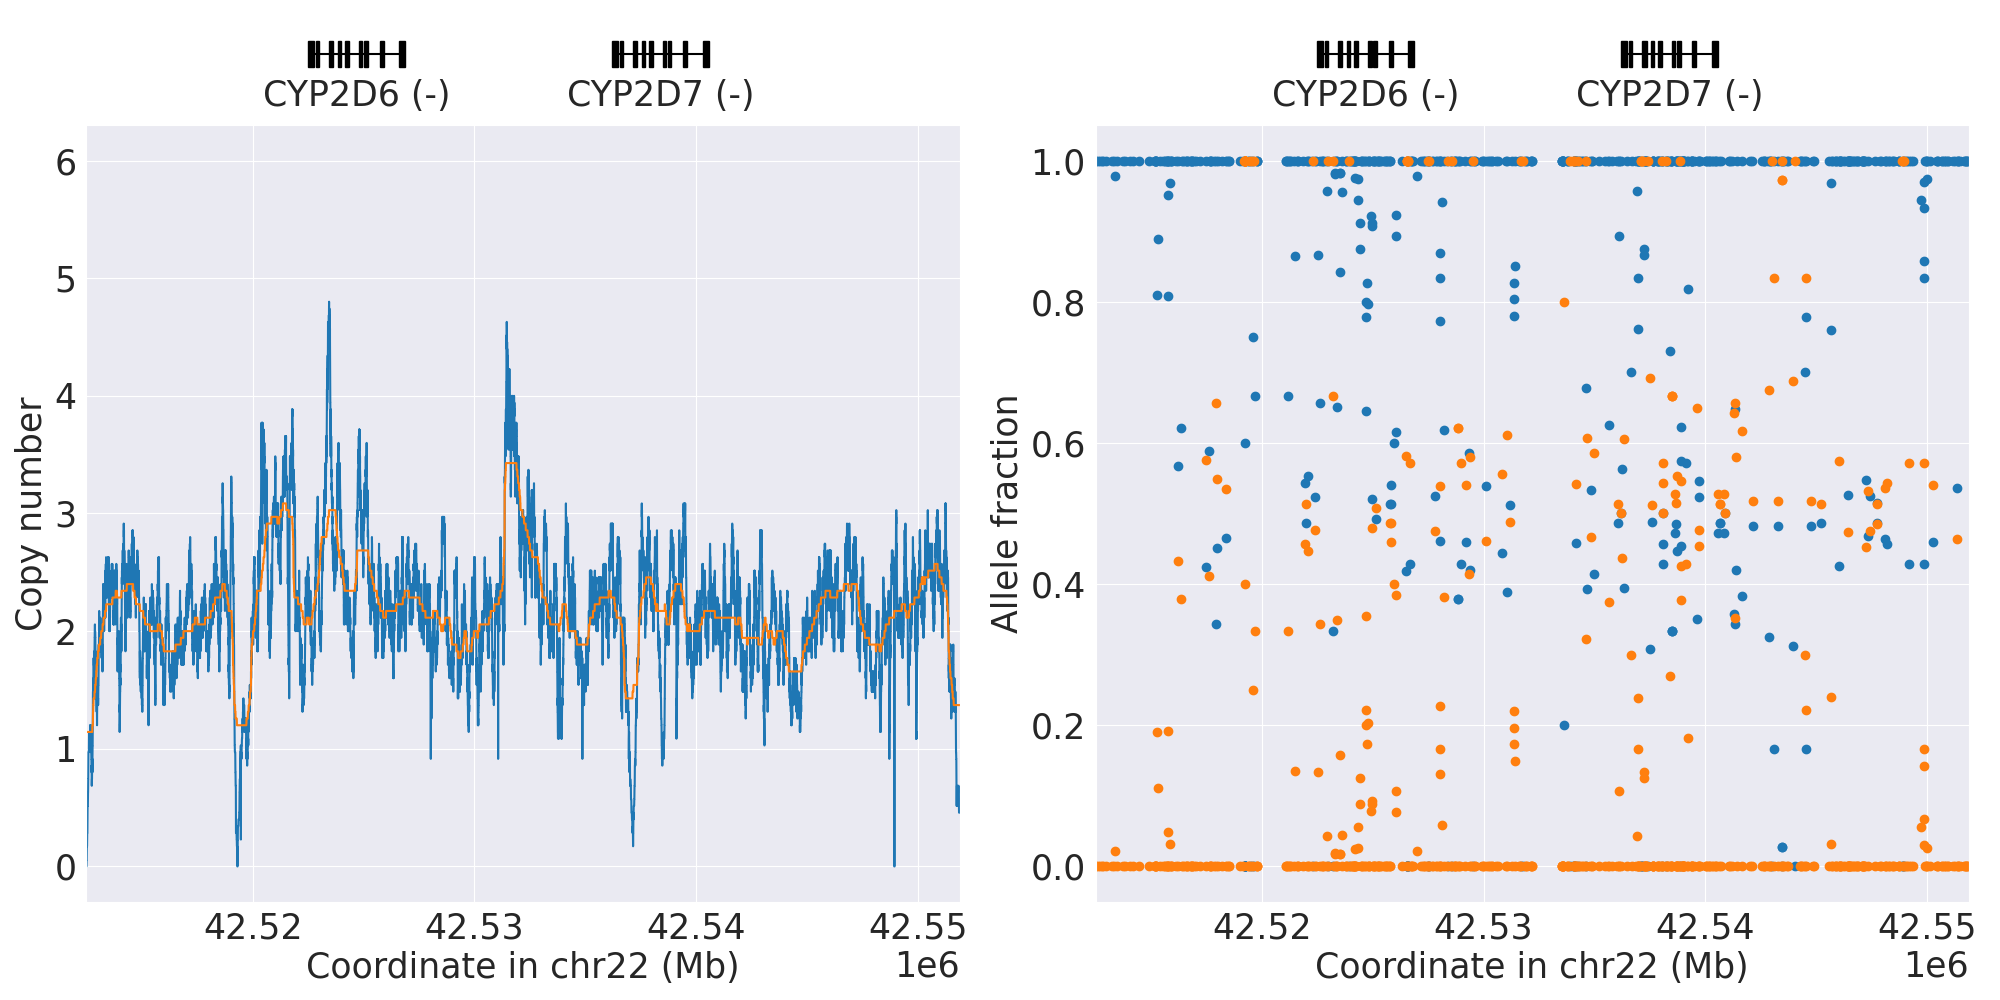 CYP2D6 (-) CYP2D7 (-)
6
5
4
3
2
1
0
Copy number
42.52 42.53 42.54 42.55
Coordinate in chr22 (Mb)
1e6
CYP2D6 (-) CYP2D7 (-)
1.0
0.8
0.6
0.4
0.2
0.0
Allele fraction
42.52 42.53 42.54 42.55
Coordinate in chr22 (Mb)
1e6